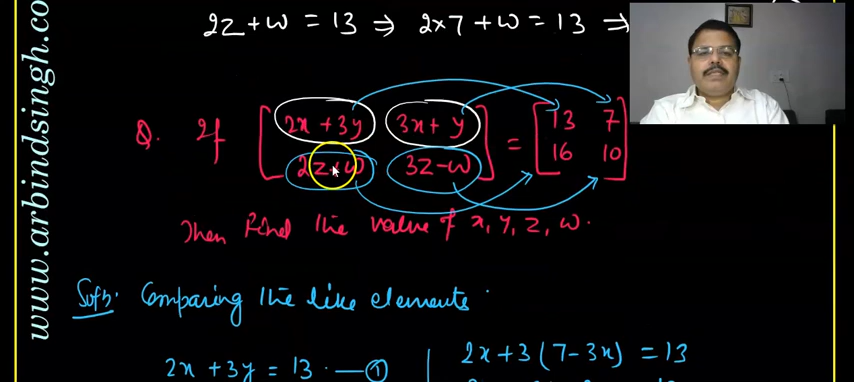 2z + w = 13 ⇒ 2×7 + w = 13 ⇒
Q. If [2x + 3y 3x + y
2z + w 3z - w] = [13 7
16 10]
Then Find the value of x, y, z, w.
Soln. Comparing the like elements.
2x + 3y = 13 — ① | 2x + 3(7 - 3x) = 13
www.arbindsingh.co